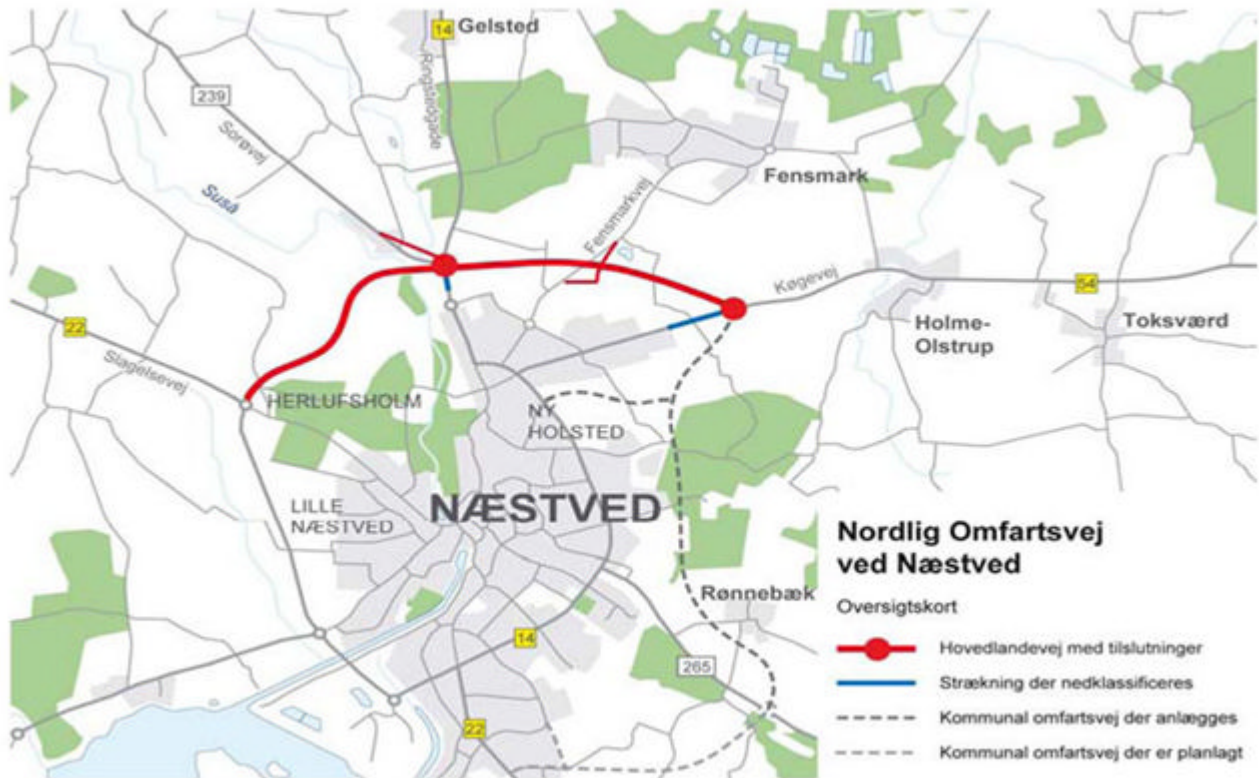 14
Gelsted
239
Ringstedgade
Sorøvej
Suså
Fensmark
Fensmarkvej
Køgevej
54
22
Slagelsevej
Holme-
Olstrup
Toksværd
HERLUFSHOLM
NY
HOLSTED
LILLE
NÆSTVED
NÆSTVED
Rønnebæk
14
265
22
Nordlig Omfartsvej
ved Næstved
Oversigtskort
Hovedlandevej med tilslutninger
Strækning der nedklassificeres
Kommunal omfartsvej der anlægges
Kommunal omfartsvej der er planlagt